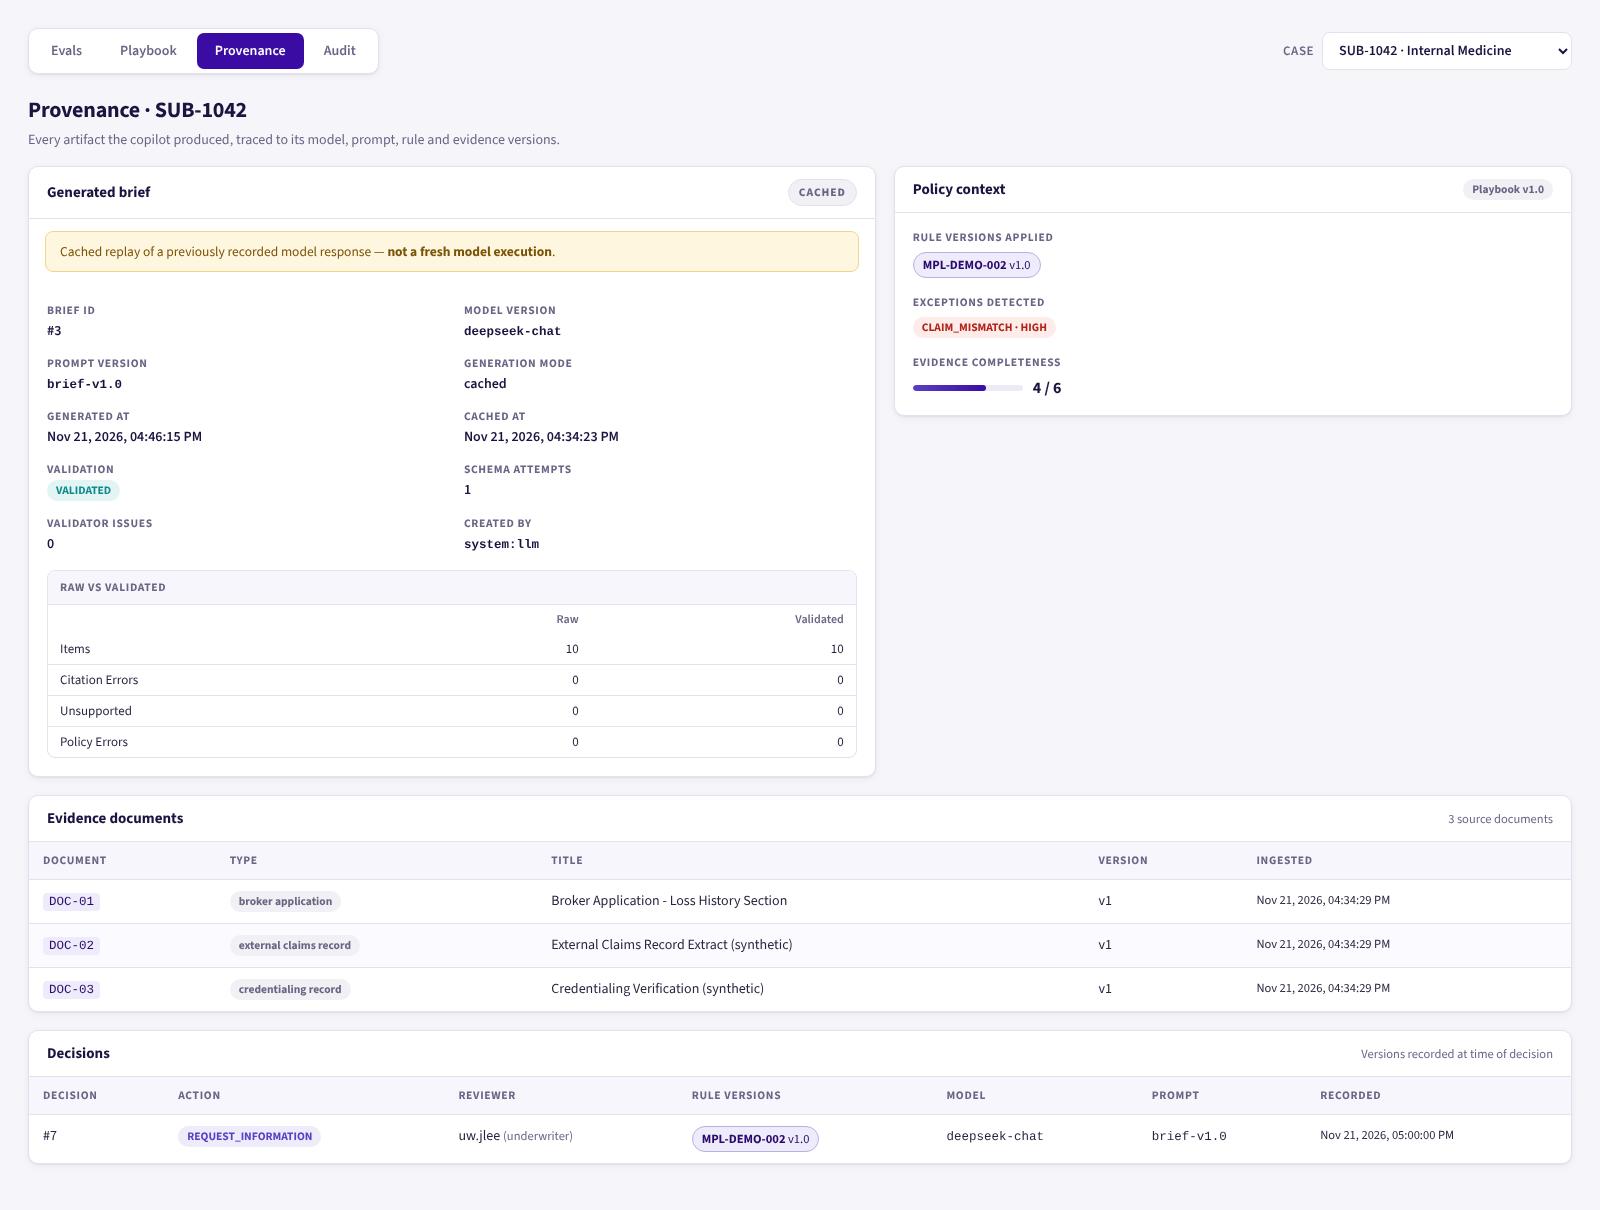 Evals Playbook Provenance Audit
CASE SUB-1042 · Internal Medicine
Provenance · SUB-1042
Every artifact the copilot produced, traced to its model, prompt, rule and evidence versions.
Generated brief CACHED
Cached replay of a previously recorded model response — not a fresh model execution.
BRIEF ID MODEL VERSION
#3 deepseek-chat
PROMPT VERSION GENERATION MODE
brief-v1.0 cached
GENERATED AT CACHED AT
Nov 21, 2026, 04:46:15 PM Nov 21, 2026, 04:34:23 PM
VALIDATION SCHEMA ATTEMPTS
VALIDATED 1
VALIDATOR ISSUES CREATED BY
0 system:llm
RAW VS VALIDATED
Raw Validated
Items 10 10
Citation Errors 0 0
Unsupported 0 0
Policy Errors 0 0
Policy context Playbook v1.0
RULE VERSIONS APPLIED
MPL-DEMO-002 v1.0
EXCEPTIONS DETECTED
CLAIM_MISMATCH · HIGH
EVIDENCE COMPLETENESS
4 / 6
Evidence documents 3 source documents
DOCUMENT TYPE TITLE VERSION INGESTED
DOC-01 broker application Broker Application - Loss History Section v1 Nov 21, 2026, 04:34:29 PM
DOC-02 external claims record External Claims Record Extract (synthetic) v1 Nov 21, 2026, 04:34:29 PM
DOC-03 credentialing record Credentialing Verification (synthetic) v1 Nov 21, 2026, 04:34:29 PM
Decisions Versions recorded at time of decision
DECISION ACTION REVIEWER RULE VERSIONS MODEL PROMPT RECORDED
#7 REQUEST_INFORMATION uw.jlee (underwriter) MPL-DEMO-002 v1.0 deepseek-chat brief-v1.0 Nov 21, 2026, 05:00:00 PM